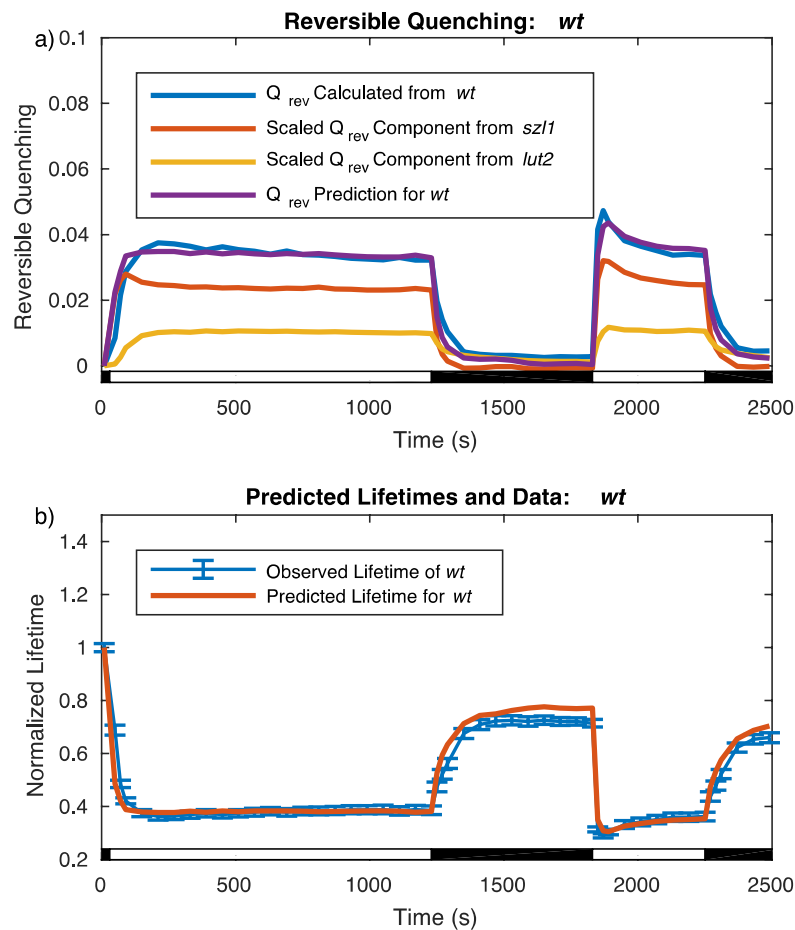 Reversible Quenching: wt
a)
0.1
0.08
0.06
0.04
0.02
0
Reversible Quenching
Q rev Calculated from wt
Scaled Q rev Component from szl1
Scaled Q rev Component from lut2
Q rev Prediction for wt
0 500 1000 1500 2000 2500
Time (s)
Predicted Lifetimes and Data: wt
b)
1.4
1.2
1
0.8
0.6
0.4
0.2
Normalized Lifetime
Observed Lifetime of wt
Predicted Lifetime for wt
0 500 1000 1500 2000 2500
Time (s)